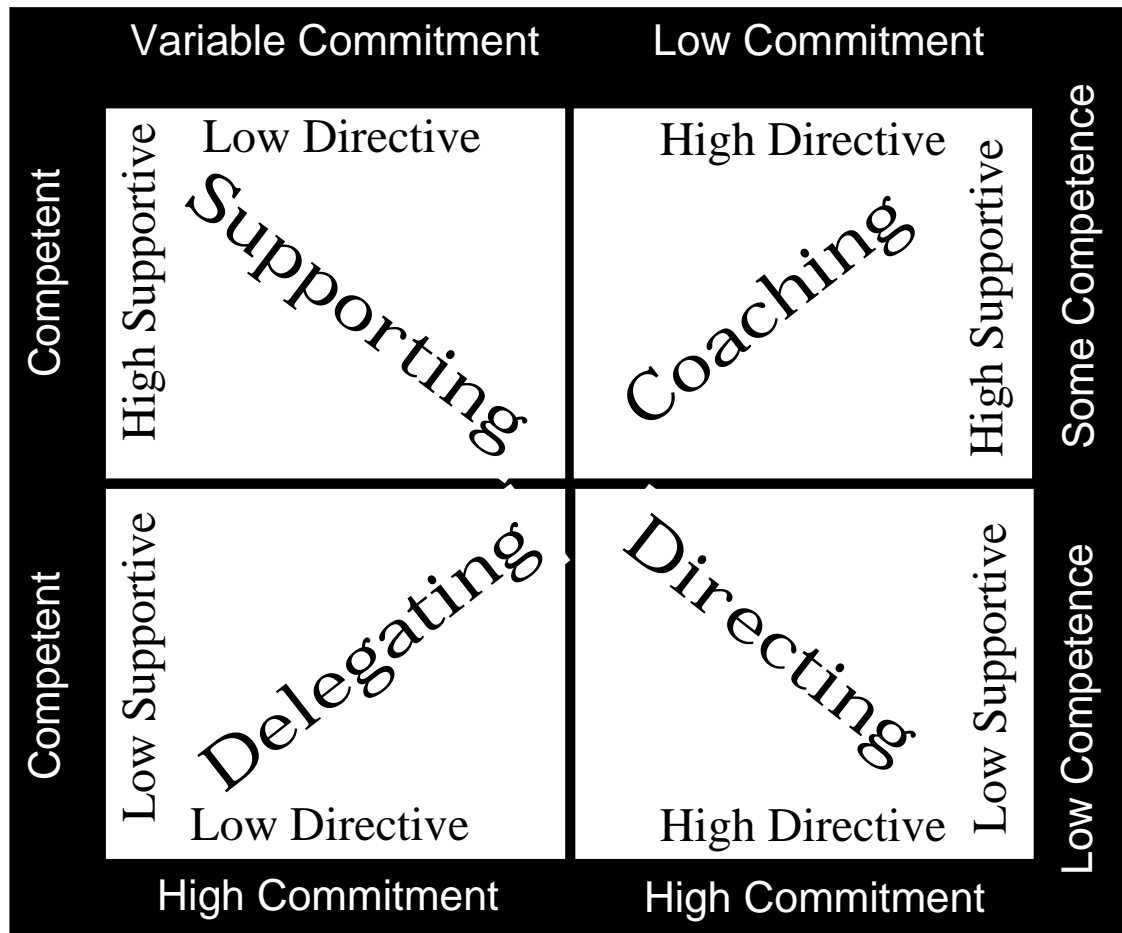 Variable Commitment
Low Commitment
Competent
High Supportive
Low Directive
Supporting
High Directive
Coaching
High Supportive
Some Competence
Competent
Low Supportive
Delegating
Low Directive
Directing
High Directive
Low Supportive
Low Competence
High Commitment
High Commitment